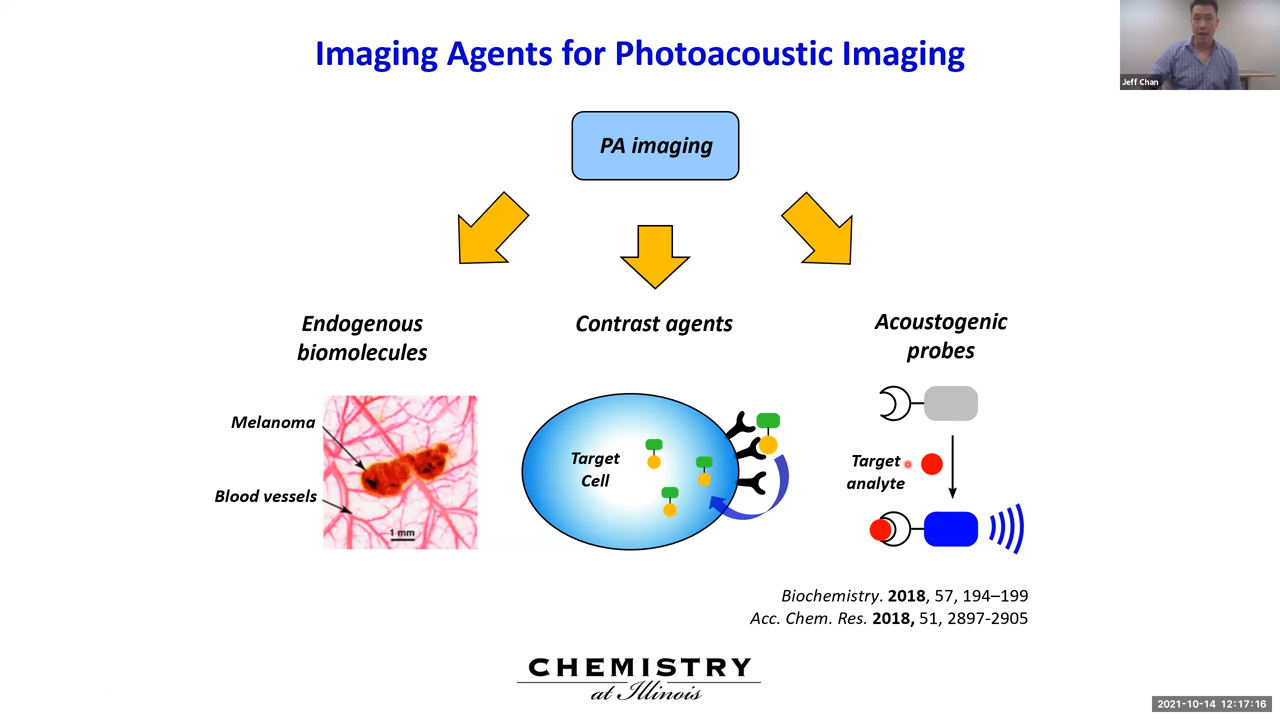 Imaging Agents for Photoacoustic Imaging
Jeff Chan
PA imaging
Endogenous
biomolecules
Contrast agents
Acoustogenic
probes
Melanoma
Blood vessels
1 mm
Target
Cell
Target
analyte
Biochemistry. 2018, 57, 194–199
Acc. Chem. Res. 2018, 51, 2897-2905
CHEMISTRY
at Illinois
2021-10-14 12:17:16